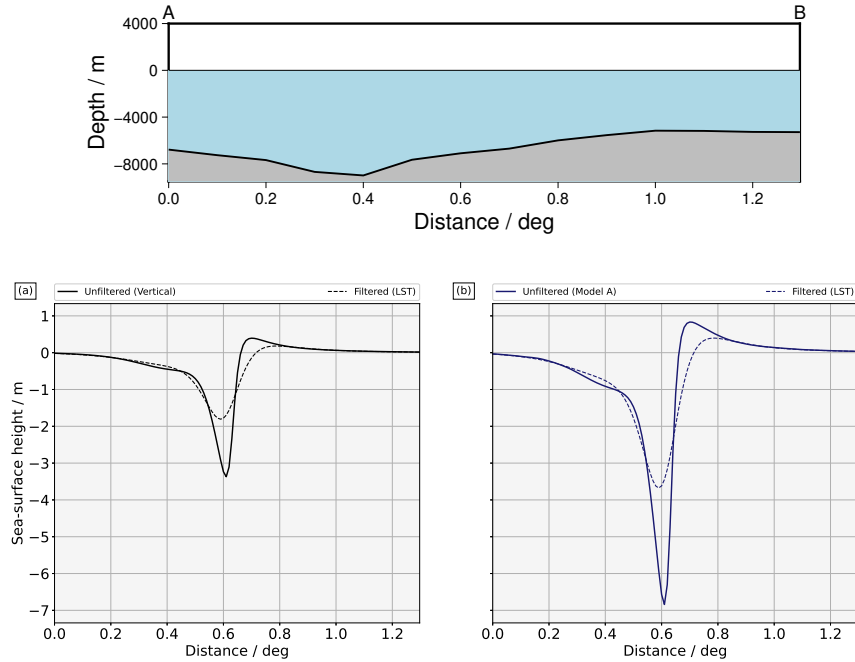 A B
4000
0
−4000
−8000
Depth / m
0.0 0.2 0.4 0.6 0.8 1.0 1.2
Distance / deg
(a) Unfiltered (Vertical) Filtered (LST)
1
0
−1
−2
−3
−4
−5
−6
−7
Sea-surface height / m
0.0 0.2 0.4 0.6 0.8 1.0 1.2
Distance / deg
(b) Unfiltered (Model A) Filtered (LST)
0.0 0.2 0.4 0.6 0.8 1.0 1.2
Distance / deg